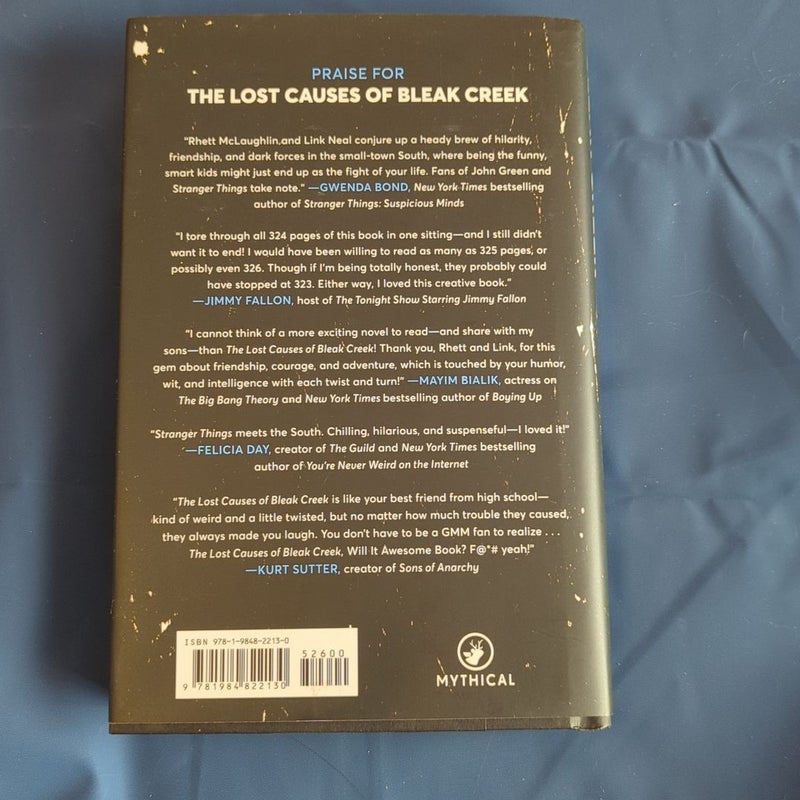 PRAISE FOR
THE LOST CAUSES OF BLEAK CREEK
"Rhett McLaughlin,and Link Neal conjure up a heady brew of hilarity,
friendship, and dark forces in the small-town South, where being the funny,
smart kids might just end up as the fight of your life. Fans of John Green and
Stranger Things take note." —GWENDA BOND, New York Times bestselling
author of Stranger Things: Suspicious Minds
"I tore through all 324 pages of this book in one sitting—and I still didn't
want it to end! I would have been willing to read as many as 325 pages, or
possibly even 326. Though if I'm being totally honest, they probably could
have stopped at 323. Either way, I loved this creative book."
—JIMMY FALLON, host of The Tonight Show Starring Jimmy Fallon
"I cannot think of a more exciting novel to read—and share with my
sons—than The Lost Causes of Bleak Creek! Thank you, Rhett and Link, for this
gem about friendship, courage, and adventure, which is touched by your humor,
wit, and intelligence with each twist and turn!" —MAYIM BIALIK, actress on
The Big Bang Theory and New York Times bestselling author of Boying Up
"Stranger Things meets the South. Chilling, hilarious, and suspenseful—I loved it!"
—FELICIA DAY, creator of The Guild and New York Times bestselling
author of You're Never Weird on the Internet
"The Lost Causes of Bleak Creek is like your best friend from high school—
kind of weird and a little twisted, but no matter how much trouble they caused,
they always made you laugh. You don't have to be a GMM fan to realize . . .
The Lost Causes of Bleak Creek, Will It Awesome Book? F@*# yeah!"
—KURT SUTTER, creator of Sons of Anarchy
ISBN 978-1-9848-2213-0
52600
9 781984 822130
MYTHICAL